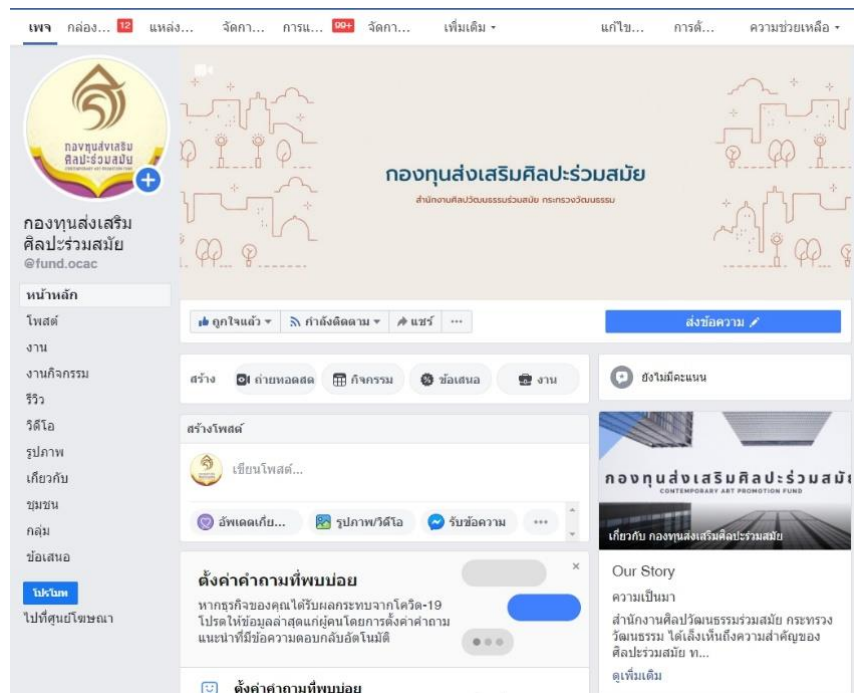 เพจ กล่อง... 12 แหล่ง... จัดกา... การแ... 99+ จัดกา... เพิ่มเติม แก้ไข... การตั้... ความช่วยเหลือ
กองทุนส่งเสริม
ศิลปะร่วมสมัย
CONTEMPORARY ART PROMOTION FUND
กองทุนส่งเสริมศิลปะร่วมสมัย
สำนักงานศิลปวัฒนธรรมร่วมสมัย กระทรวงวัฒนธรรม
กองทุนส่งเสริม
ศิลปะร่วมสมัย
@fund.ocac
หน้าหลัก
โพสต์
งาน
งานกิจกรรม
รีวิว
วิดีโอ
รูปภาพ
เกี่ยวกับ
ชุมชน
กลุ่ม
ข้อเสนอ
โปรโมท
ไปที่ศูนย์โฆษณา
ถูกใจแล้ว กำลังติดตาม แชร์ ...
ส่งข้อความ
สร้าง ถ่ายทอดสด กิจกรรม ข้อเสนอ งาน
สร้างโพสต์
เขียนโพสต์...
อัพเดตเกี่ย... รูปภาพ/วิดีโอ รับข้อความ ...
ตั้งค่าคำถามที่พบบ่อย
หากธุรกิจของคุณได้รับผลกระทบจากโควิด-19
โปรดให้ข้อมูลล่าสุดแก่ผู้คนโดยการตั้งค่าคำถาม
แนะนำที่มีข้อความตอบกลับอัตโนมัติ
ตั้งค่าคำถามที่พบบ่อย
ยังไม่มีคะแนน
กองทุนส่งเสริมศิลปะร่วมสมัย
CONTEMPORARY ART PROMOTION FUND
เกี่ยวกับ กองทุนส่งเสริมศิลปะร่วมสมัย
Our Story
ความเป็นมา
สำนักงานศิลปวัฒนธรรมร่วมสมัย กระทรวง
วัฒนธรรม ได้เล็งเห็นถึงความสำคัญของ
ศิลปะร่วมสมัย ท...
ดูเพิ่มเติม